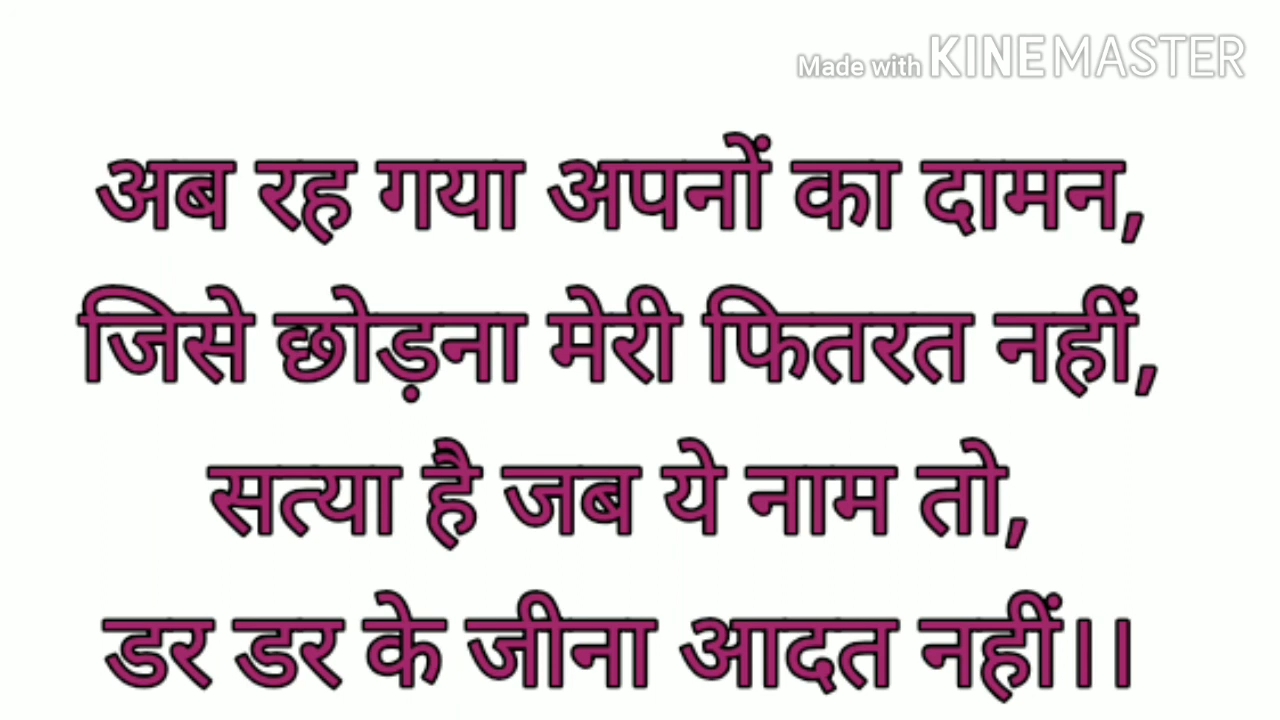 Made with KINEMASTER
अब रह गया अपनों का दामन,
जिसे छोड़ना मेरी फितरत नहीं,
सत्या है जब ये नाम तो,
डर डर के जीना आदत नहीं।।